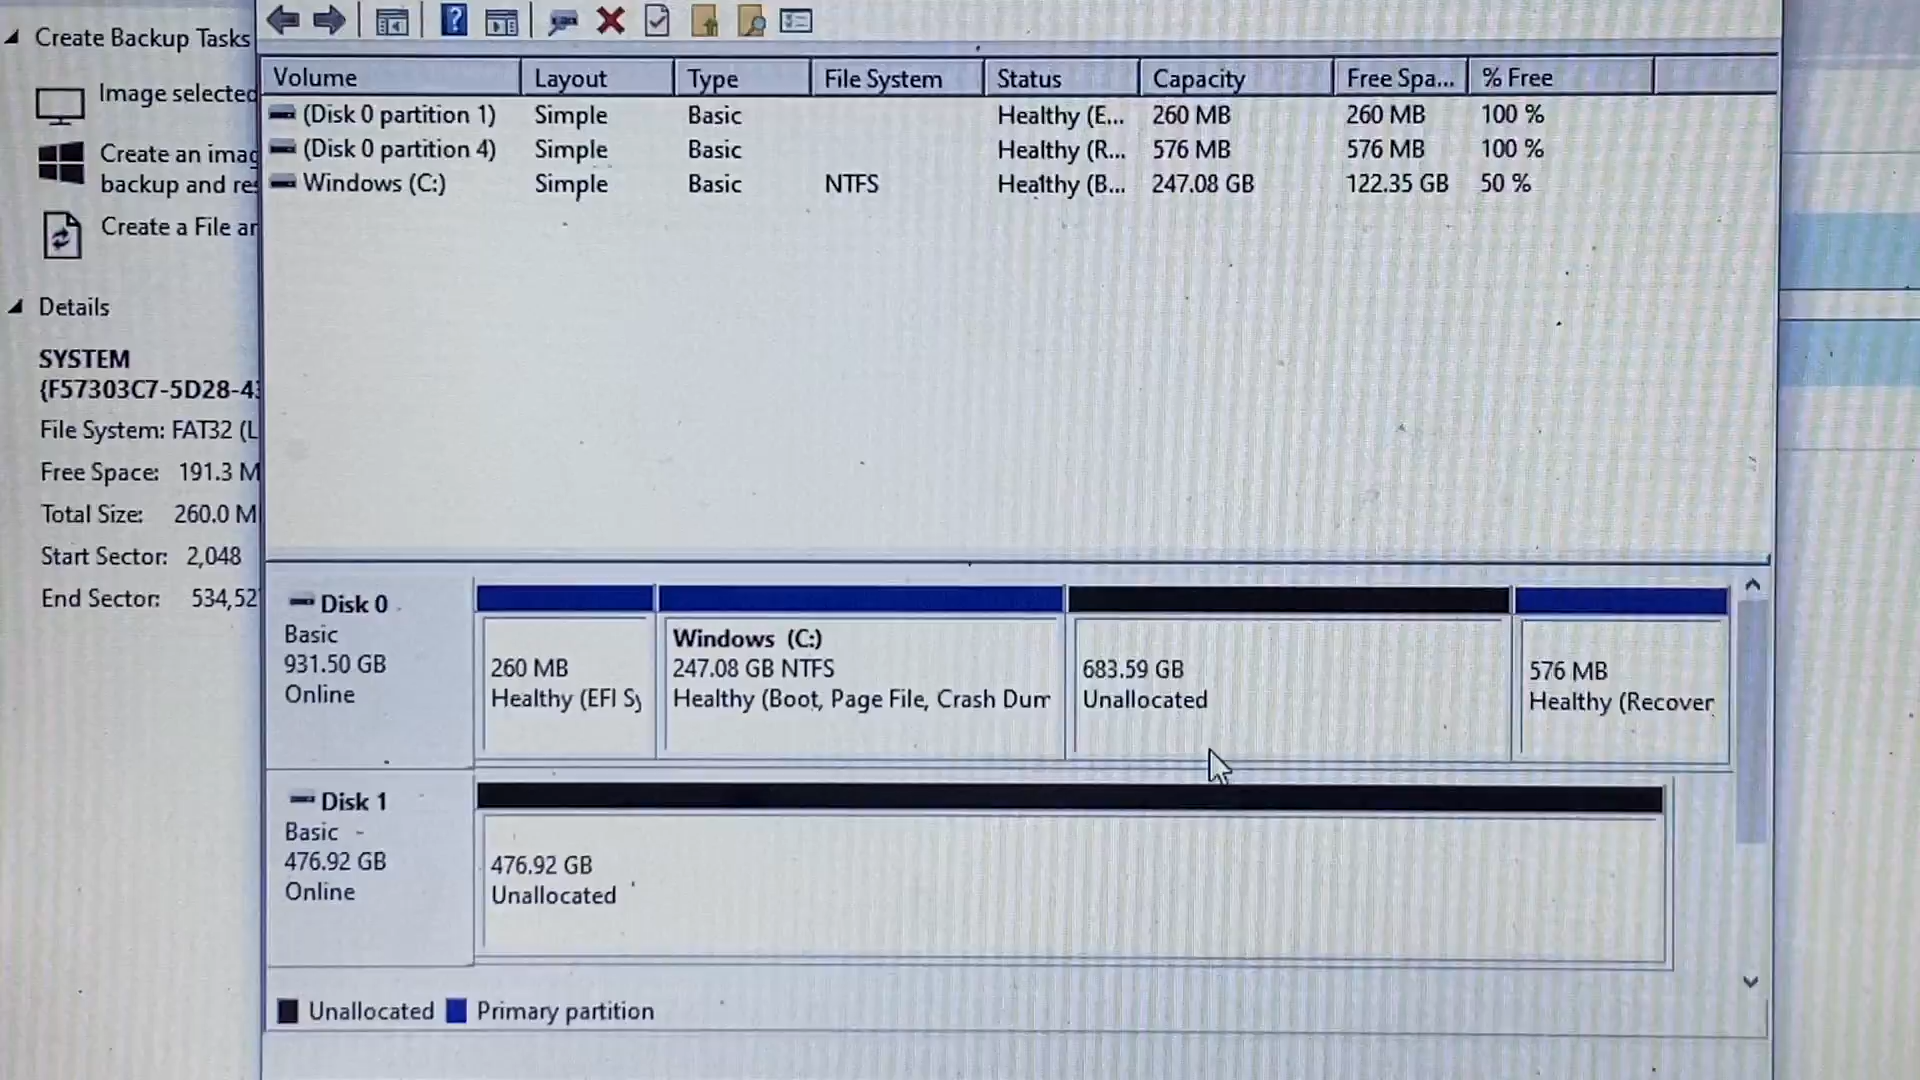 Create Backup Tasks
Image selected
Create an imag
backup and res
Create a File an
Details
SYSTEM
{F57303C7-5D28-43
File System: FAT32 (L
Free Space: 191.3 M
Total Size: 260.0 M
Start Sector: 2,048
End Sector: 534,52
Volume Layout Type File System Status Capacity Free Spa... % Free
(Disk 0 partition 1) Simple Basic Healthy (E... 260 MB 260 MB 100 %
(Disk 0 partition 4) Simple Basic Healthy (R... 576 MB 576 MB 100 %
Windows (C:) Simple Basic NTFS Healthy (B... 247.08 GB 122.35 GB 50 %
Disk 0
Basic
931.50 GB
Online
260 MB
Healthy (EFI Sy
Windows (C:)
247.08 GB NTFS
Healthy (Boot, Page File, Crash Dum
683.59 GB
Unallocated
576 MB
Healthy (Recover
Disk 1
Basic
476.92 GB
Online
476.92 GB
Unallocated
Unallocated Primary partition